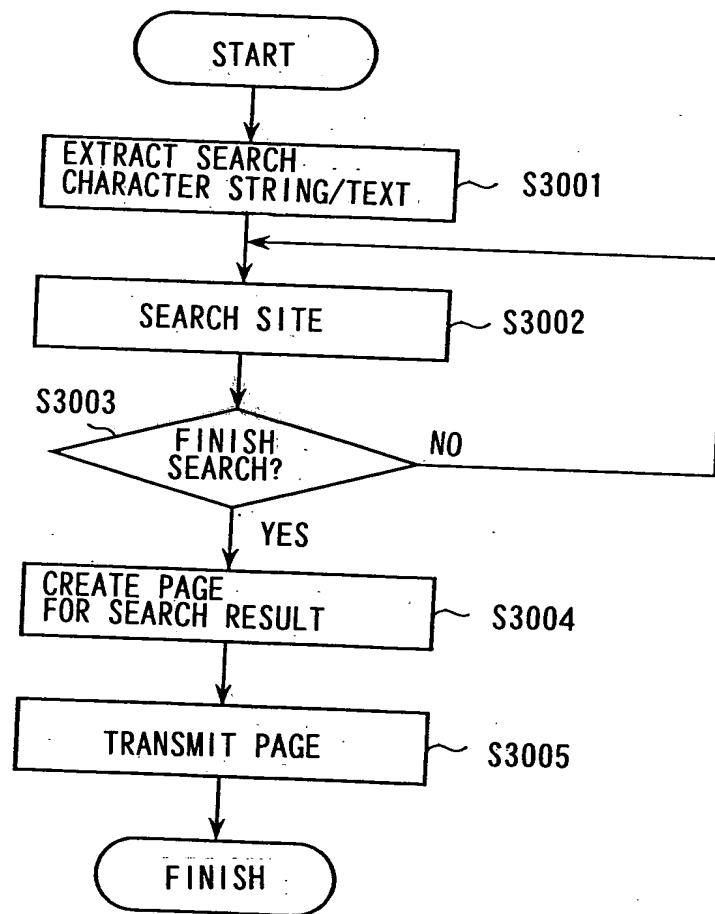 START
EXTRACT SEARCH
CHARACTER STRING/TEXT
S3001
SEARCH SITE
S3002
S3003
FINISH
SEARCH?
NO
YES
CREATE PAGE
FOR SEARCH RESULT
S3004
TRANSMIT PAGE
S3005
FINISH